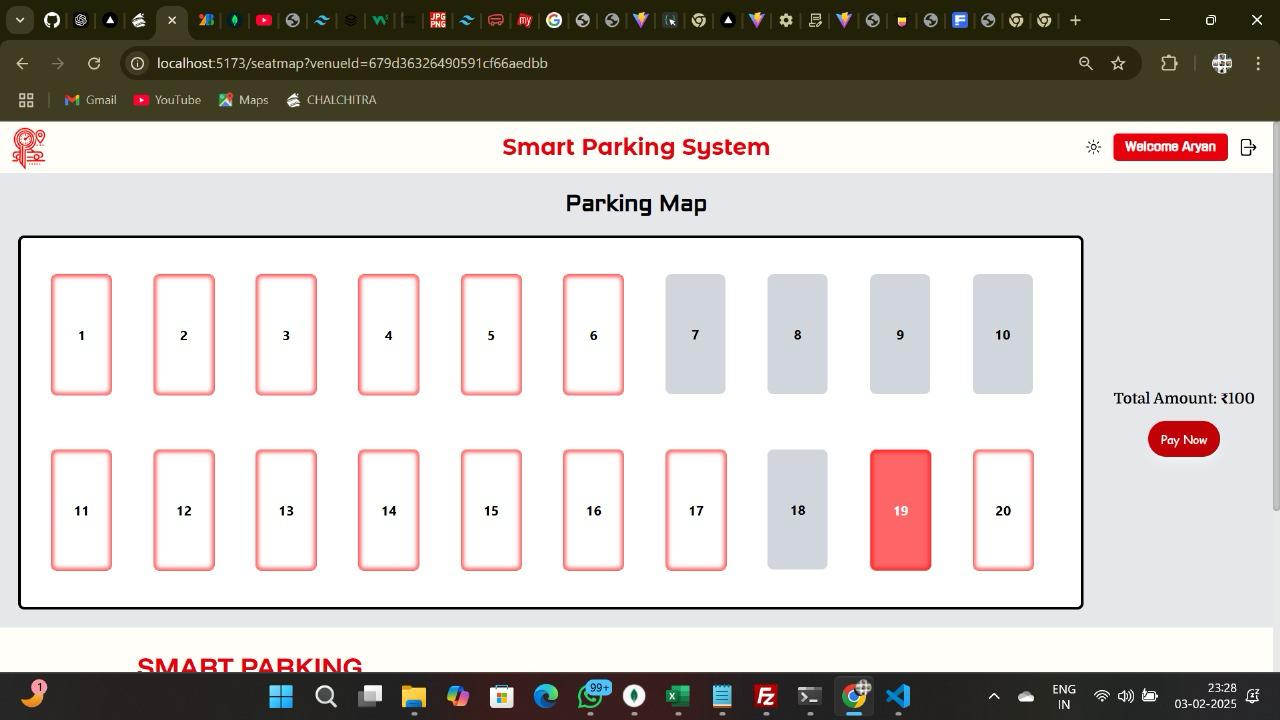 localhost:5173/seatmap?venueId=679d36326490591cf66aedbb
Gmail YouTube Maps CHALCHITRA
Smart Parking System
Welcome Aryan
Parking Map
1 2 3 4 5 6 7 8 9 10
Total Amount: ₹100
Pay Now
11 12 13 14 15 16 17 18 19 20
SMART PARKING
1
99+
ENG
IN
23:28
03-02-2025